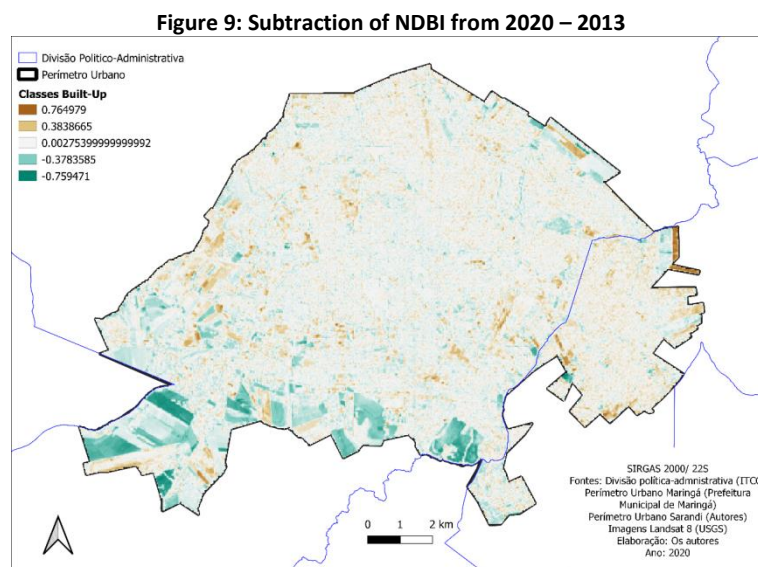 Figure 9: Subtraction of NDBI from 2020 – 2013
Divisão Politico-Administrativa
Perímetro Urbano
Classes Built-Up
0.764979
0.3838665
0.00275399999999992
-0.3783585
-0.759471
0 1 2 km
SIRGAS 2000/ 22S
Fontes: Divisão política-admnistrativa (ITCG
Perímetro Urbano Maringá (Prefeitura
Municipal de Maringá)
Perímetro Urbano Sarandi (Autores)
Imagens Landsat 8 (USGS)
Elaboração: Os autores
Ano: 2020